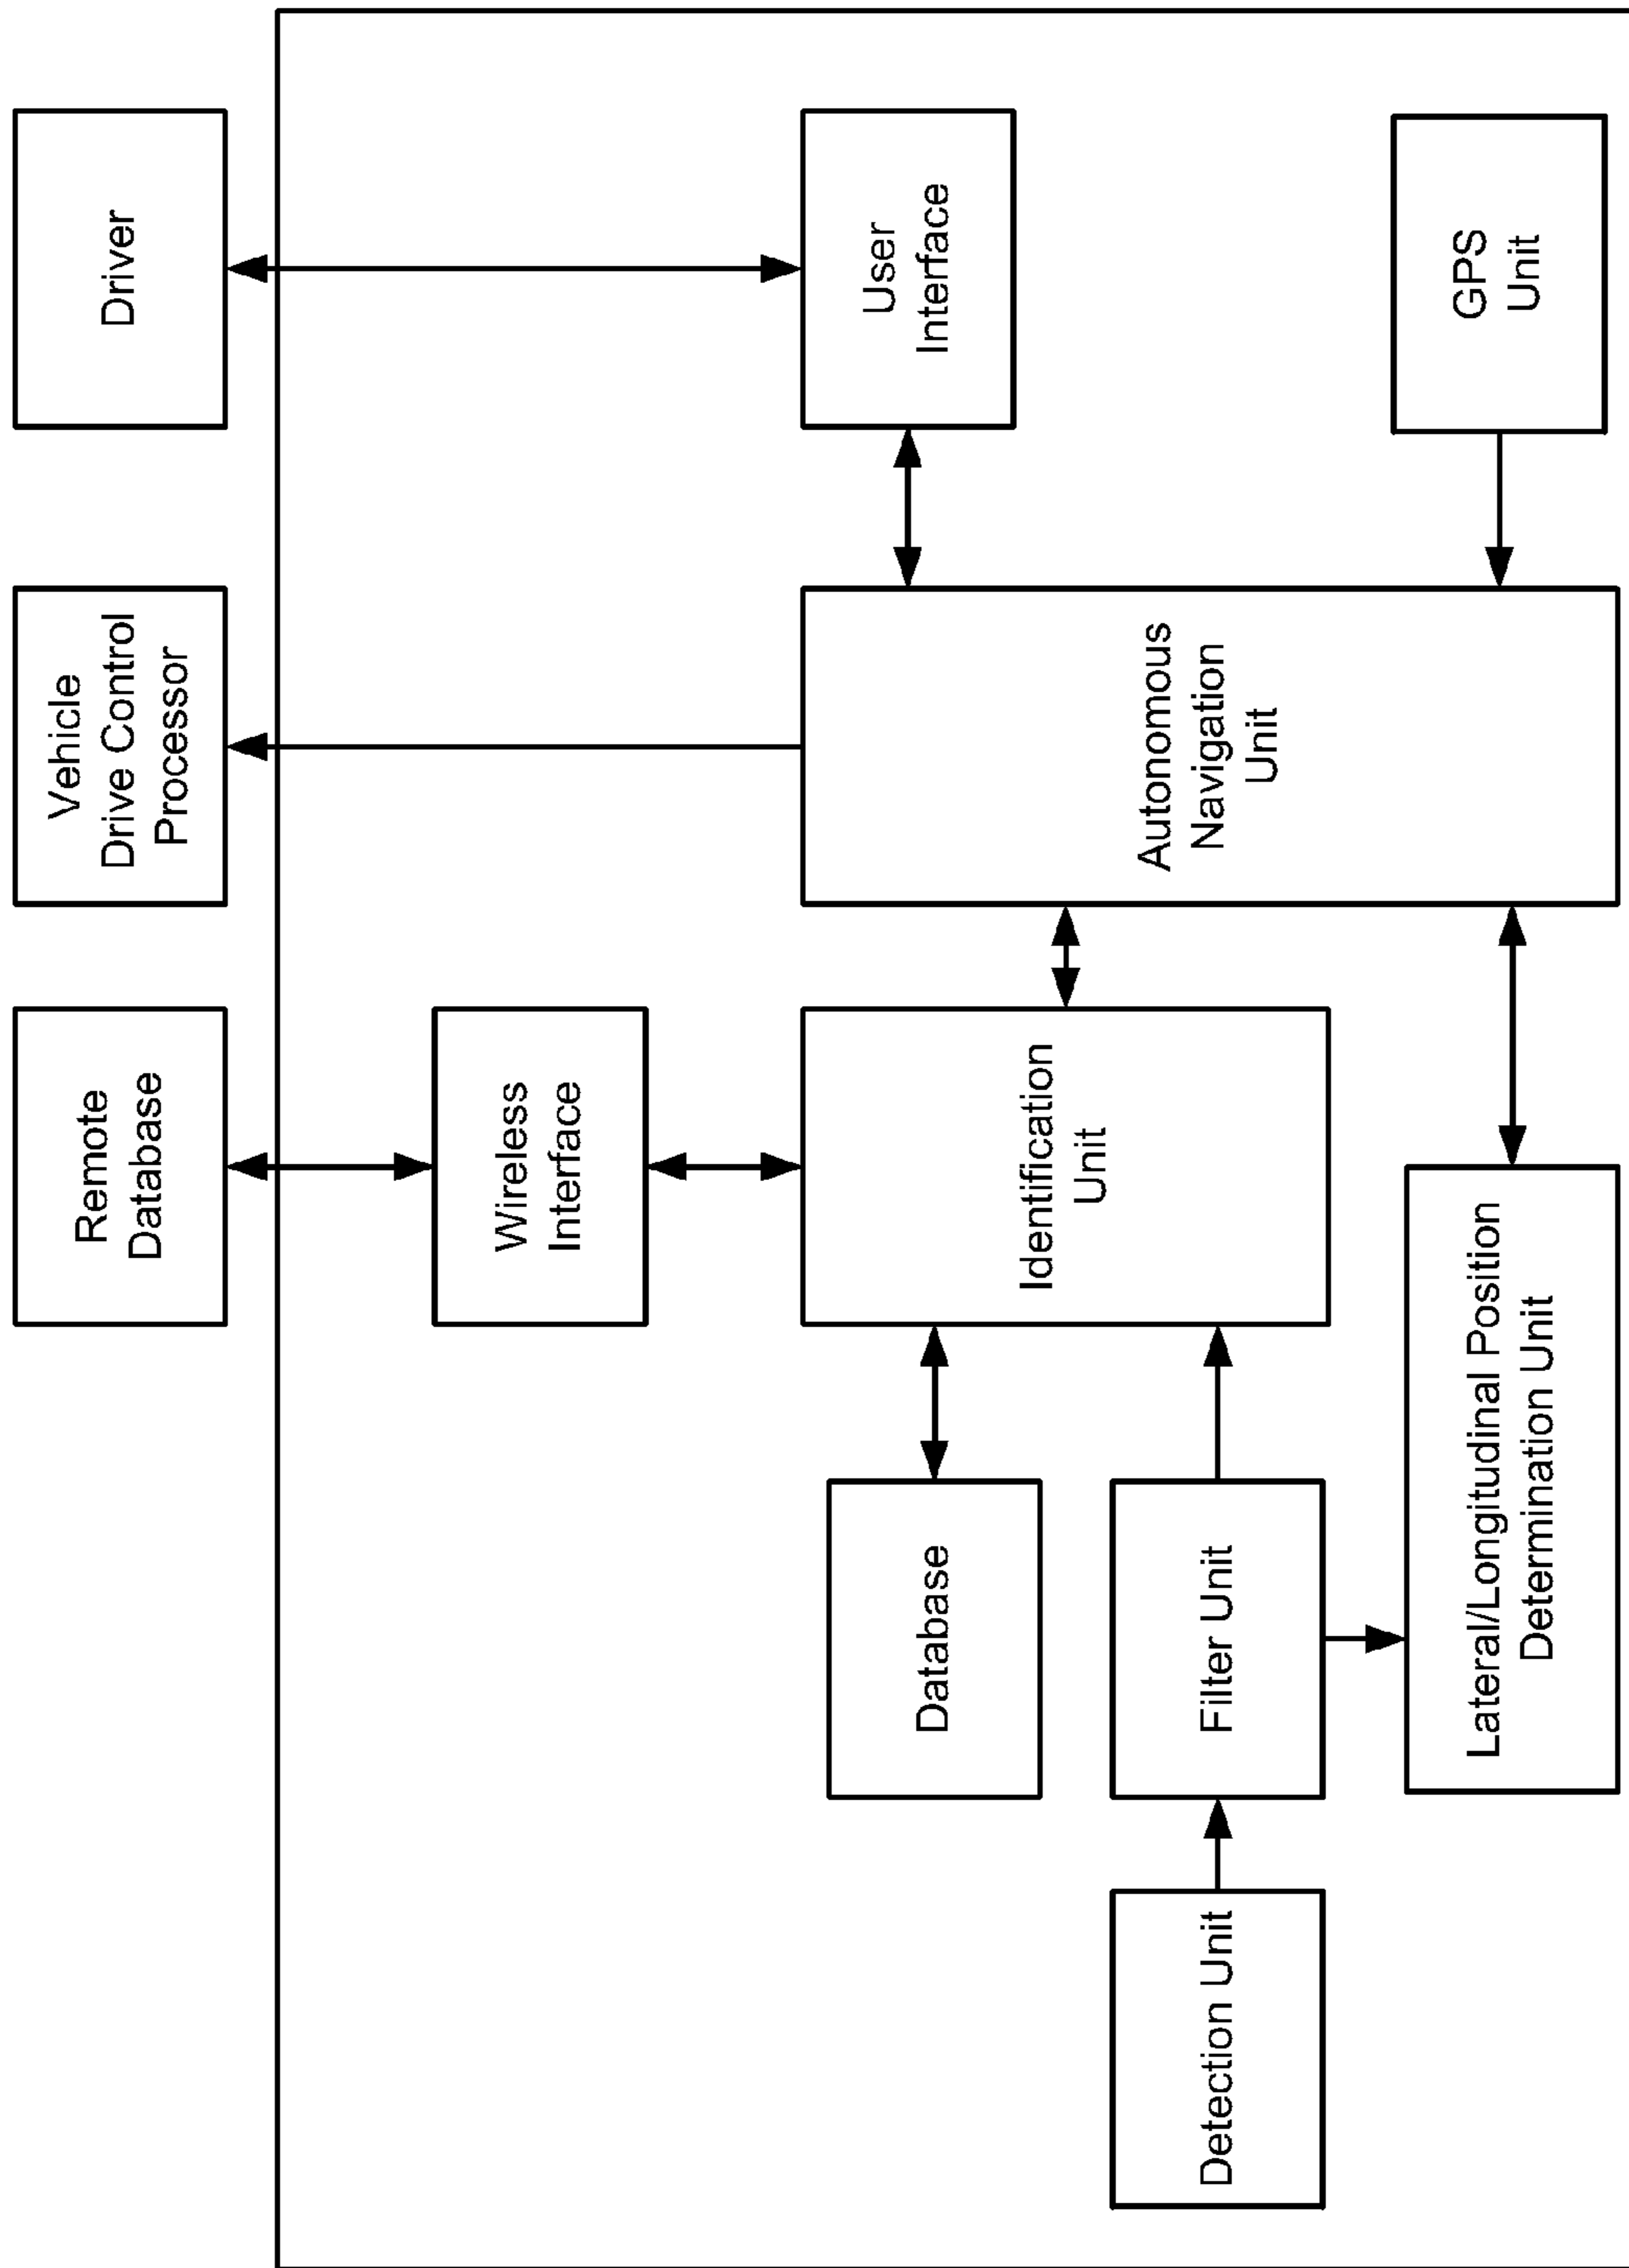 Remote
Database
Vehicle
Drive Control
Processor
Driver
Wireless
Interface
Database
Identification
Unit
Autonomous
Navigation
Unit
User
Interface
Detection Unit
Filter Unit
Lateral/Longitudinal Position
Determination Unit
GPS
Unit